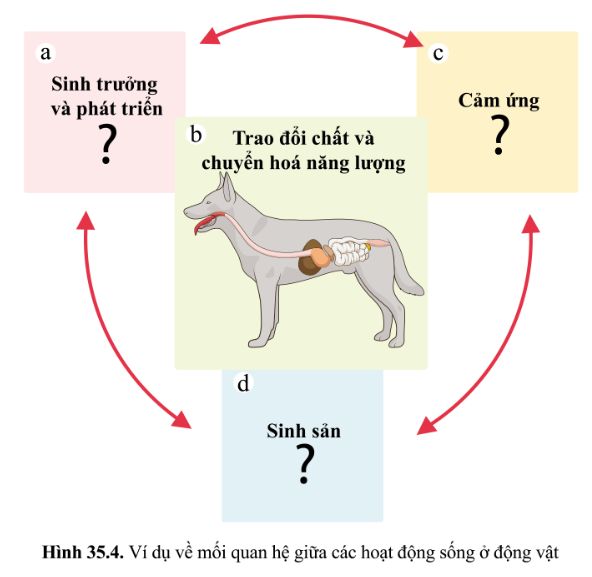 a
Sinh trưởng
và phát triển
?
c
Cảm ứng
?
b
Trao đổi chất và
chuyển hoá năng lượng
d
Sinh sản
?
Hình 35.4. Ví dụ về mối quan hệ giữa các hoạt động sống ở động vật